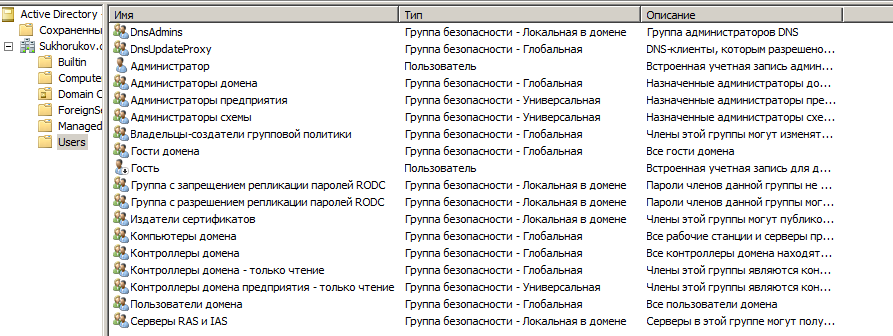 Active Directory -
Сохраненны
Sukhorukov.
Builtin
Compute
Domain C
ForeignSe
Managed
Users
Имя Тип Описание
DnsAdmins Группа безопасности - Локальная в домене Группа администраторов DNS
DnsUpdateProxy Группа безопасности - Глобальная DNS-клиенты, которым разрешено...
Администратор Пользователь Встроенная учетная запись админ...
Администраторы домена Группа безопасности - Глобальная Назначенные администраторы до...
Администраторы предприятия Группа безопасности - Универсальная Назначенные администраторы пре...
Администраторы схемы Группа безопасности - Универсальная Назначенные администраторы схе...
Владельцы-создатели групповой политики Группа безопасности - Глобальная Члены этой группы могут изменят...
Гости домена Группа безопасности - Глобальная Все гости домена
Гость Пользователь Встроенная учетная запись для д...
Группа с запрещением репликации паролей RODC Группа безопасности - Локальная в домене Пароли членов данной группы не ...
Группа с разрешением репликации паролей RODC Группа безопасности - Локальная в домене Пароли членов данной группы мог...
Издатели сертификатов Группа безопасности - Локальная в домене Члены этой группы могут публико...
Компьютеры домена Группа безопасности - Глобальная Все рабочие станции и серверы пр...
Контроллеры домена Группа безопасности - Глобальная Все контроллеры домена находят...
Контроллеры домена - только чтение Группа безопасности - Глобальная Члены этой группы являются кон...
Контроллеры домена предприятия - только чтение Группа безопасности - Универсальная Члены этой группы являются кон...
Пользователи домена Группа безопасности - Глобальная Все пользователи домена
Серверы RAS и IAS Группа безопасности - Локальная в домене Серверы в этой группе могут полу...